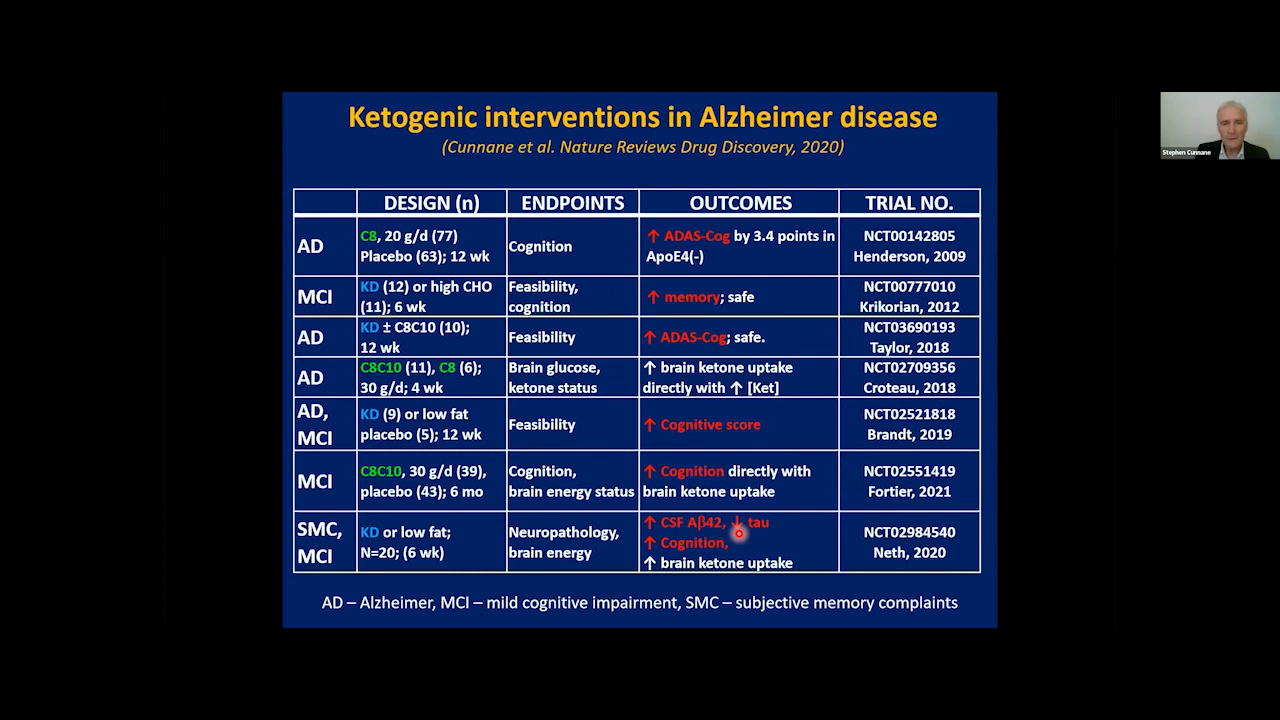 Ketogenic interventions in Alzheimer disease
(Cunnane et al. Nature Reviews Drug Discovery, 2020)
Stephen Cunnane
DESIGN (n) ENDPOINTS OUTCOMES TRIAL NO.
AD
C8, 20 g/d (77)
Placebo (63); 12 wk
Cognition
↑ ADAS-Cog by 3.4 points in
ApoE4(-)
NCT00142805
Henderson, 2009
MCI
KD (12) or high CHO
(11); 6 wk
Feasibility,
cognition
↑ memory; safe
NCT00777010
Krikorian, 2012
AD
KD ± C8C10 (10);
12 wk
Feasibility
↑ ADAS-Cog; safe.
NCT03690193
Taylor, 2018
AD
C8C10 (11), C8 (6);
30 g/d; 4 wk
Brain glucose,
ketone status
↑ brain ketone uptake
directly with ↑ [Ket]
NCT02709356
Croteau, 2018
AD,
MCI
KD (9) or low fat
placebo (5); 12 wk
Feasibility
↑ Cognitive score
NCT02521818
Brandt, 2019
MCI
C8C10, 30 g/d (39),
placebo (43); 6 mo
Cognition,
brain energy status
↑ Cognition directly with
brain ketone uptake
NCT02551419
Fortier, 2021
SMC,
MCI
KD or low fat;
N=20; (6 wk)
Neuropathology,
brain energy
↑ CSF Aβ42, ↓ tau
↑ Cognition,
↑ brain ketone uptake
NCT02984540
Neth, 2020
AD – Alzheimer, MCI – mild cognitive impairment, SMC – subjective memory complaints